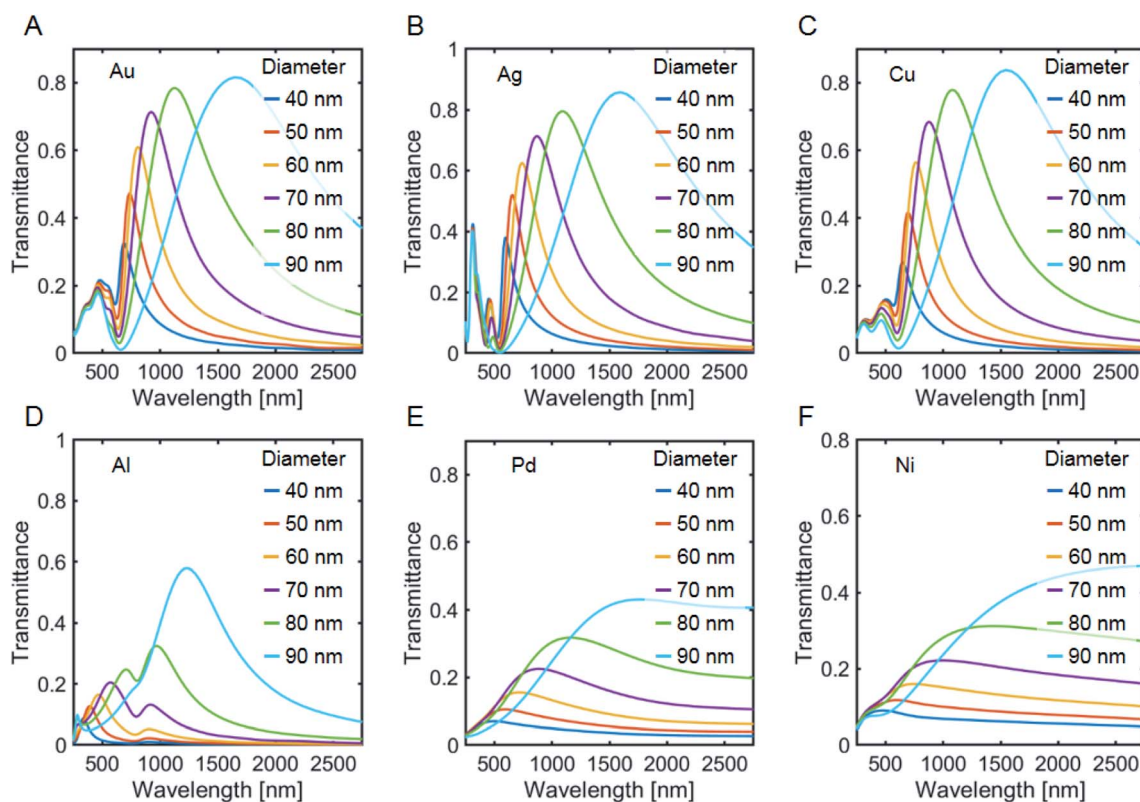 A
Au
Diameter
40 nm
50 nm
60 nm
70 nm
80 nm
90 nm
Transmittance
0.8
0.6
0.4
0.2
0
500 1000 1500 2000 2500
Wavelength [nm]
B
Ag
Diameter
40 nm
50 nm
60 nm
70 nm
80 nm
90 nm
Transmittance
1
0.8
0.6
0.4
0.2
0
500 1000 1500 2000 2500
Wavelength [nm]
C
Cu
Diameter
40 nm
50 nm
60 nm
70 nm
80 nm
90 nm
Transmittance
0.8
0.6
0.4
0.2
0
500 1000 1500 2000 2500
Wavelength [nm]
D
Al
Diameter
40 nm
50 nm
60 nm
70 nm
80 nm
90 nm
Transmittance
1
0.8
0.6
0.4
0.2
0
500 1000 1500 2000 2500
Wavelength [nm]
E
Pd
Diameter
40 nm
50 nm
60 nm
70 nm
80 nm
90 nm
Transmittance
0.8
0.6
0.4
0.2
0
500 1000 1500 2000 2500
Wavelength [nm]
F
Ni
Diameter
40 nm
50 nm
60 nm
70 nm
80 nm
90 nm
Transmittance
0.8
0.6
0.4
0.2
0
500 1000 1500 2000 2500
Wavelength [nm]